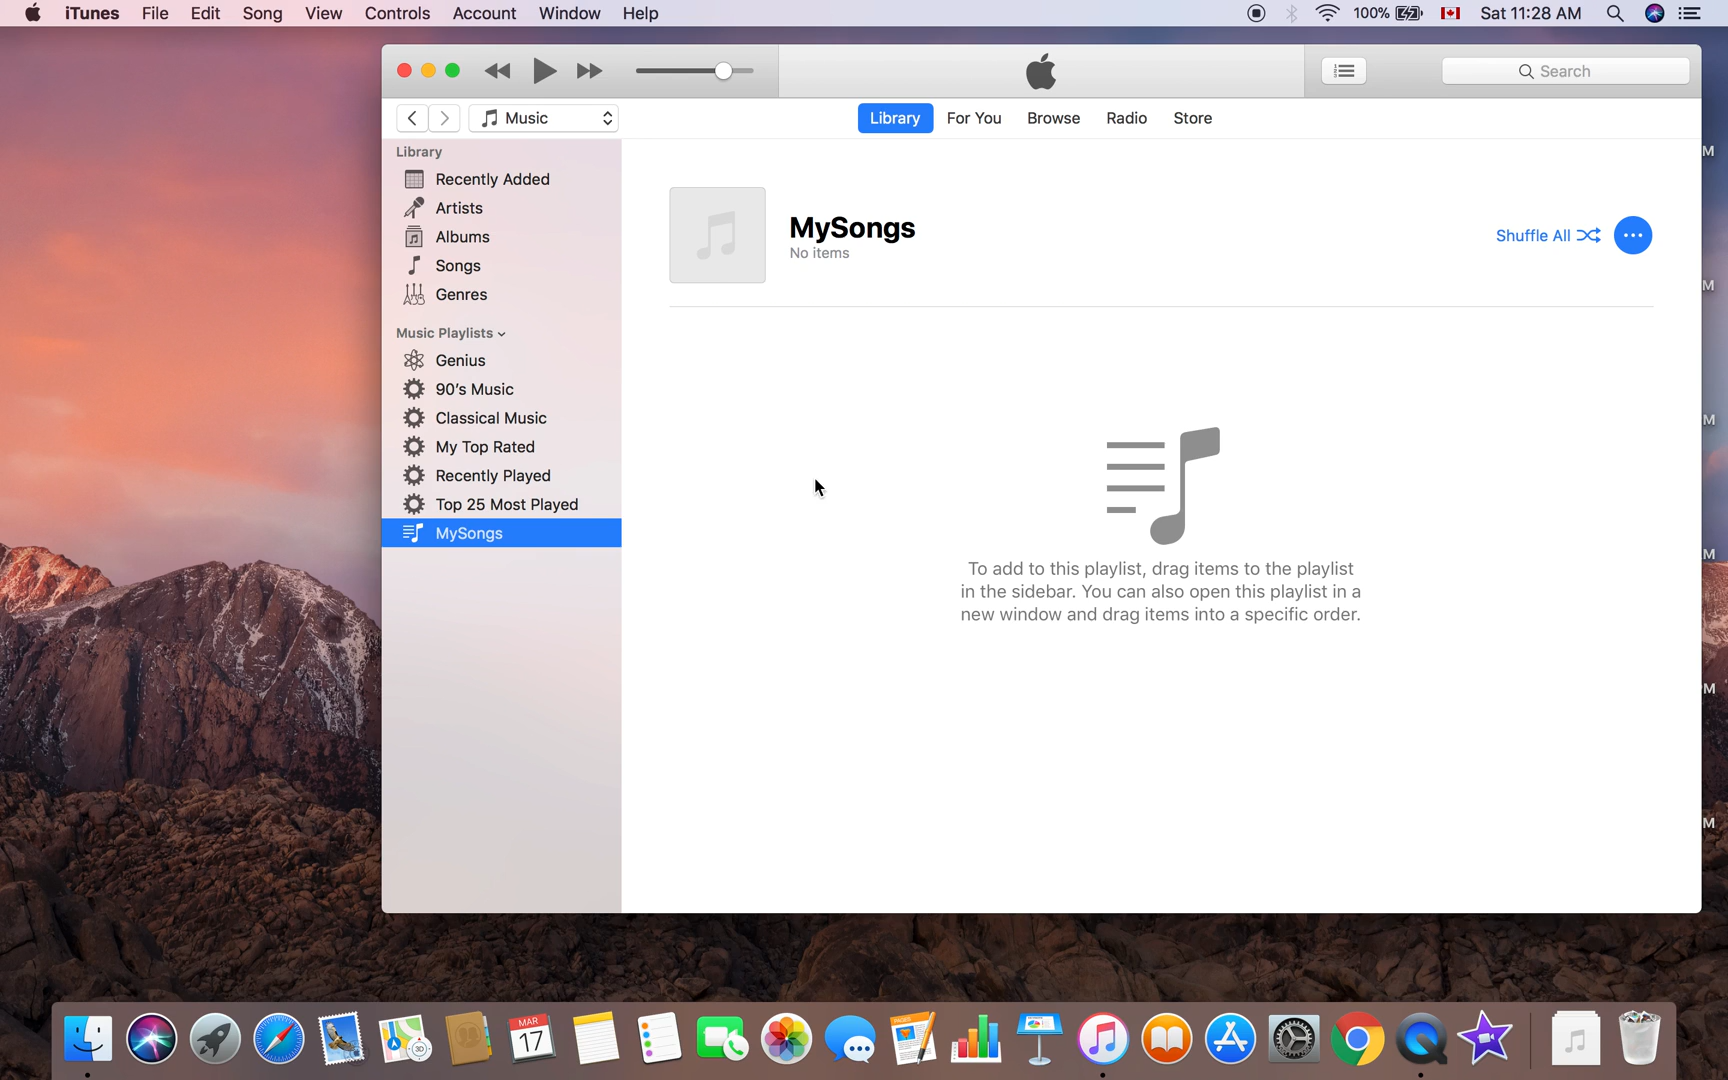 iTunes File Edit Song View Controls Account Window Help 100% Sat 11:28 AM
Search
Music Library For You Browse Radio Store
Library
Recently Added
Artists
Albums
Songs
Genres
Music Playlists
Genius
90's Music
Classical Music
My Top Rated
Recently Played
Top 25 Most Played
MySongs
MySongs
No items
Shuffle All
To add to this playlist, drag items to the playlist
in the sidebar. You can also open this playlist in a
new window and drag items into a specific order.
M
M
M
M
M
M
MAR
17
PAGES
3D